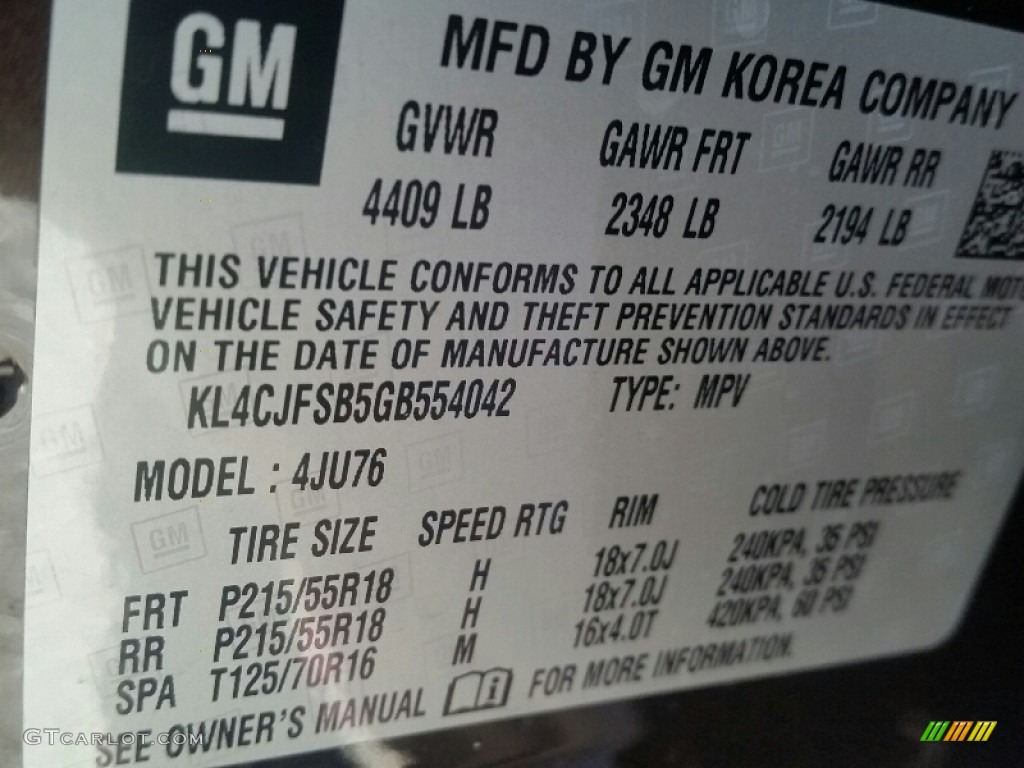 GM
MFD BY GM KOREA COMPANY
GVWR GAWR FRT GAWR RR
4409 LB 2348 LB 2194 LB
THIS VEHICLE CONFORMS TO ALL APPLICABLE U.S. FEDERAL MOTO
VEHICLE SAFETY AND THEFT PREVENTION STANDARDS IN EFFECT
ON THE DATE OF MANUFACTURE SHOWN ABOVE.
KL4CJFSB5GB554042 TYPE: MPV
MODEL : 4JU76
TIRE SIZE SPEED RTG RIM COLD TIRE PRESSURE
FRT P215/55R18 H 18x7.0J 240KPA, 35 PSI
RR P215/55R18 H 18x7.0J 240KPA, 35 PSI
SPA T125/70R16 M 16x4.0T 420KPA, 60 PSI
SEE OWNER'S MANUAL i FOR MORE INFORMATION.
GTcarlot.com